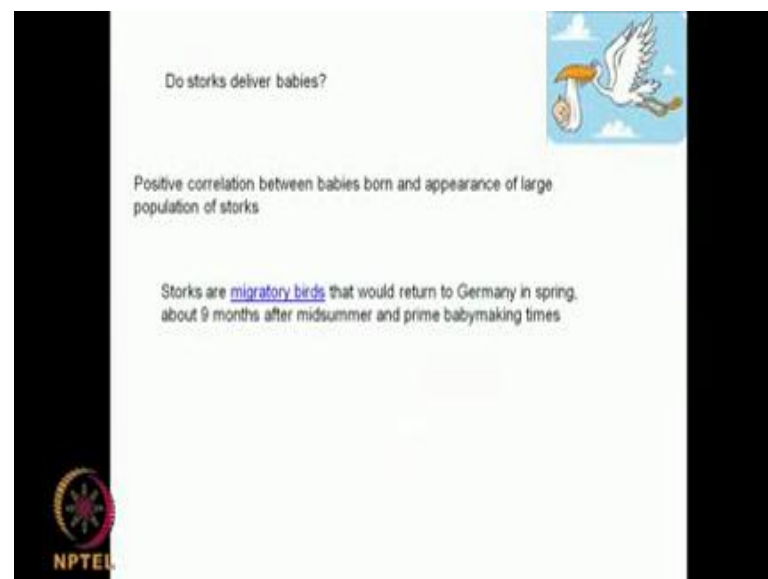 Do storks deliver babies?
Positive correlation between babies born and appearance of large
population of storks
Storks are migratory birds that would return to Germany in spring,
about 9 months after midsummer and prime babymaking times
NPTEL